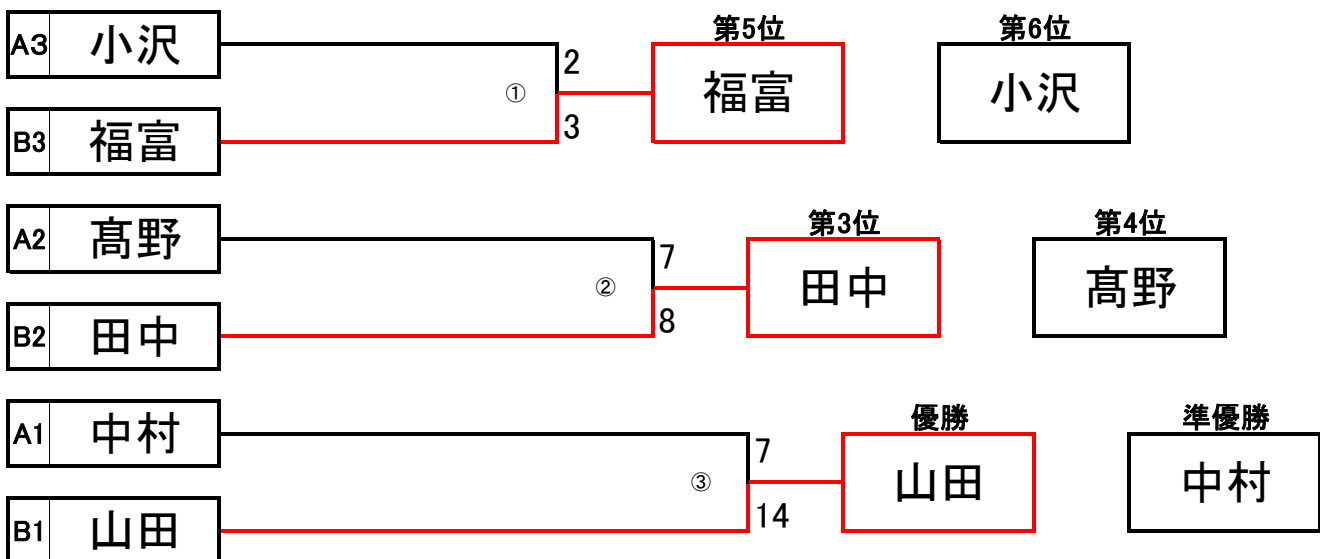 第5位 第6位
A3 小沢
2
① 福富 小沢
3
B3 福富
第3位 第4位
A2 髙野
7
② 田中 髙野
8
B2 田中
優勝 準優勝
A1 中村
7
③ 山田 中村
14
B1 山田